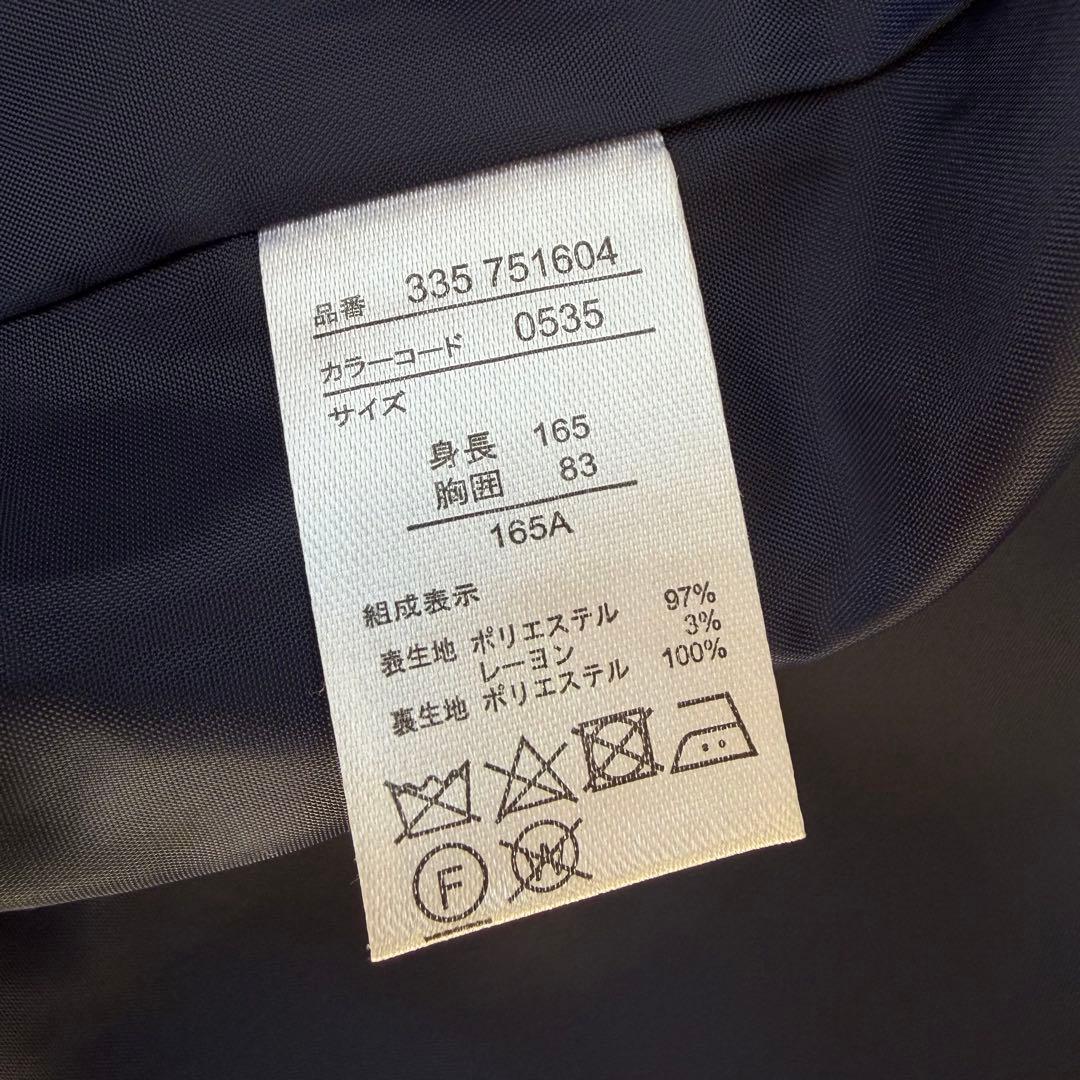 品番 335 751604
カラーコード 0535
サイズ
身長 165
胸囲 83
165A
組成表示
表生地 ポリエステル 97%
レーヨン 3%
裏生地 ポリエステル 100%
F W